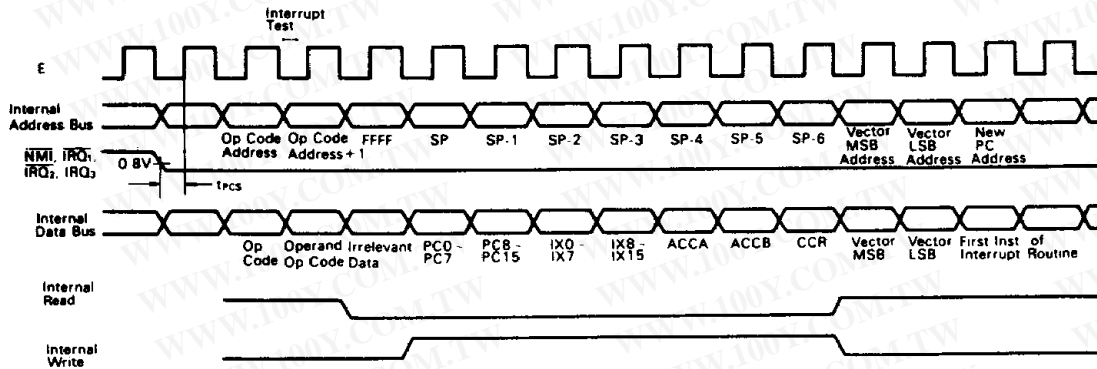 Interrupt
Test
E
Internal
Address Bus
Op Code Address
Op Code Address + 1
FFFF
SP
SP-1
SP-2
SP-3
SP-4
SP-5
SP-6
Vector MSB Address
Vector LSB Address
New PC Address
NMI, IRQ1,
IRQ2, IRQ3
0 8V
tPCS
Internal
Data Bus
Op Code
Operand Op Code
Irrelevant Data
PC0 ~ PC7
PC8 - PC15
IX0 ~ IX7
IX8 - IX15
ACCA
ACCB
CCR
Vector MSB
Vector LSB
First Inst of
Interrupt Routine
Internal
Read
Internal
Write
WWW.100Y.COM.TW